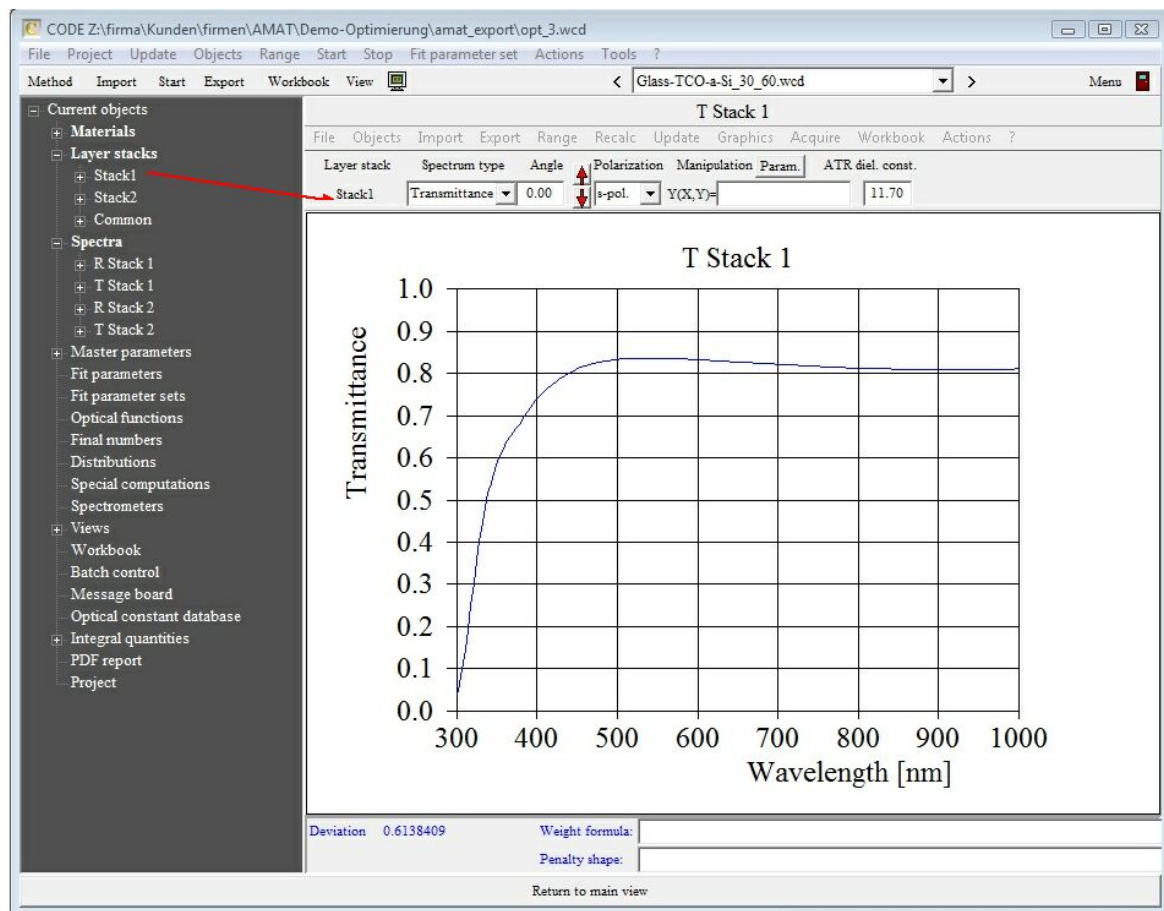 CODE Z:\firma\Kunden\firmen\AMAT\Demo-Optimierung\amat_export\opt_3.wcd
File Project Update Objects Range Start Stop Fit parameter set Actions Tools ?
Method Import Start Export Workbook View < Glass-TCO-a-Si_30_60.wcd > Menu
Current objects
Materials
Layer stacks
Stack1
Stack2
Common
Spectra
R Stack 1
T Stack 1
R Stack 2
T Stack 2
Master parameters
Fit parameters
Fit parameter sets
Optical functions
Final numbers
Distributions
Special computations
Spectrometers
Views
Workbook
Batch control
Message board
Optical constant database
Integral quantities
PDF report
Project
T Stack 1
File Objects Import Export Range Recalc Update Graphics Acquire Workbook Actions ?
Layer stack Spectrum type Angle Polarization Manipulation Param. ATR diel. const.
Stack1 Transmittance 0.00 s-pol. Y(X,Y)= 11.70
T Stack 1
Transmittance
1.0
0.9
0.8
0.7
0.6
0.5
0.4
0.3
0.2
0.1
0.0
300 400 500 600 700 800 900 1000
Wavelength [nm]
Deviation 0.6138409 Weight formula:
Penalty shape:
Return to main view